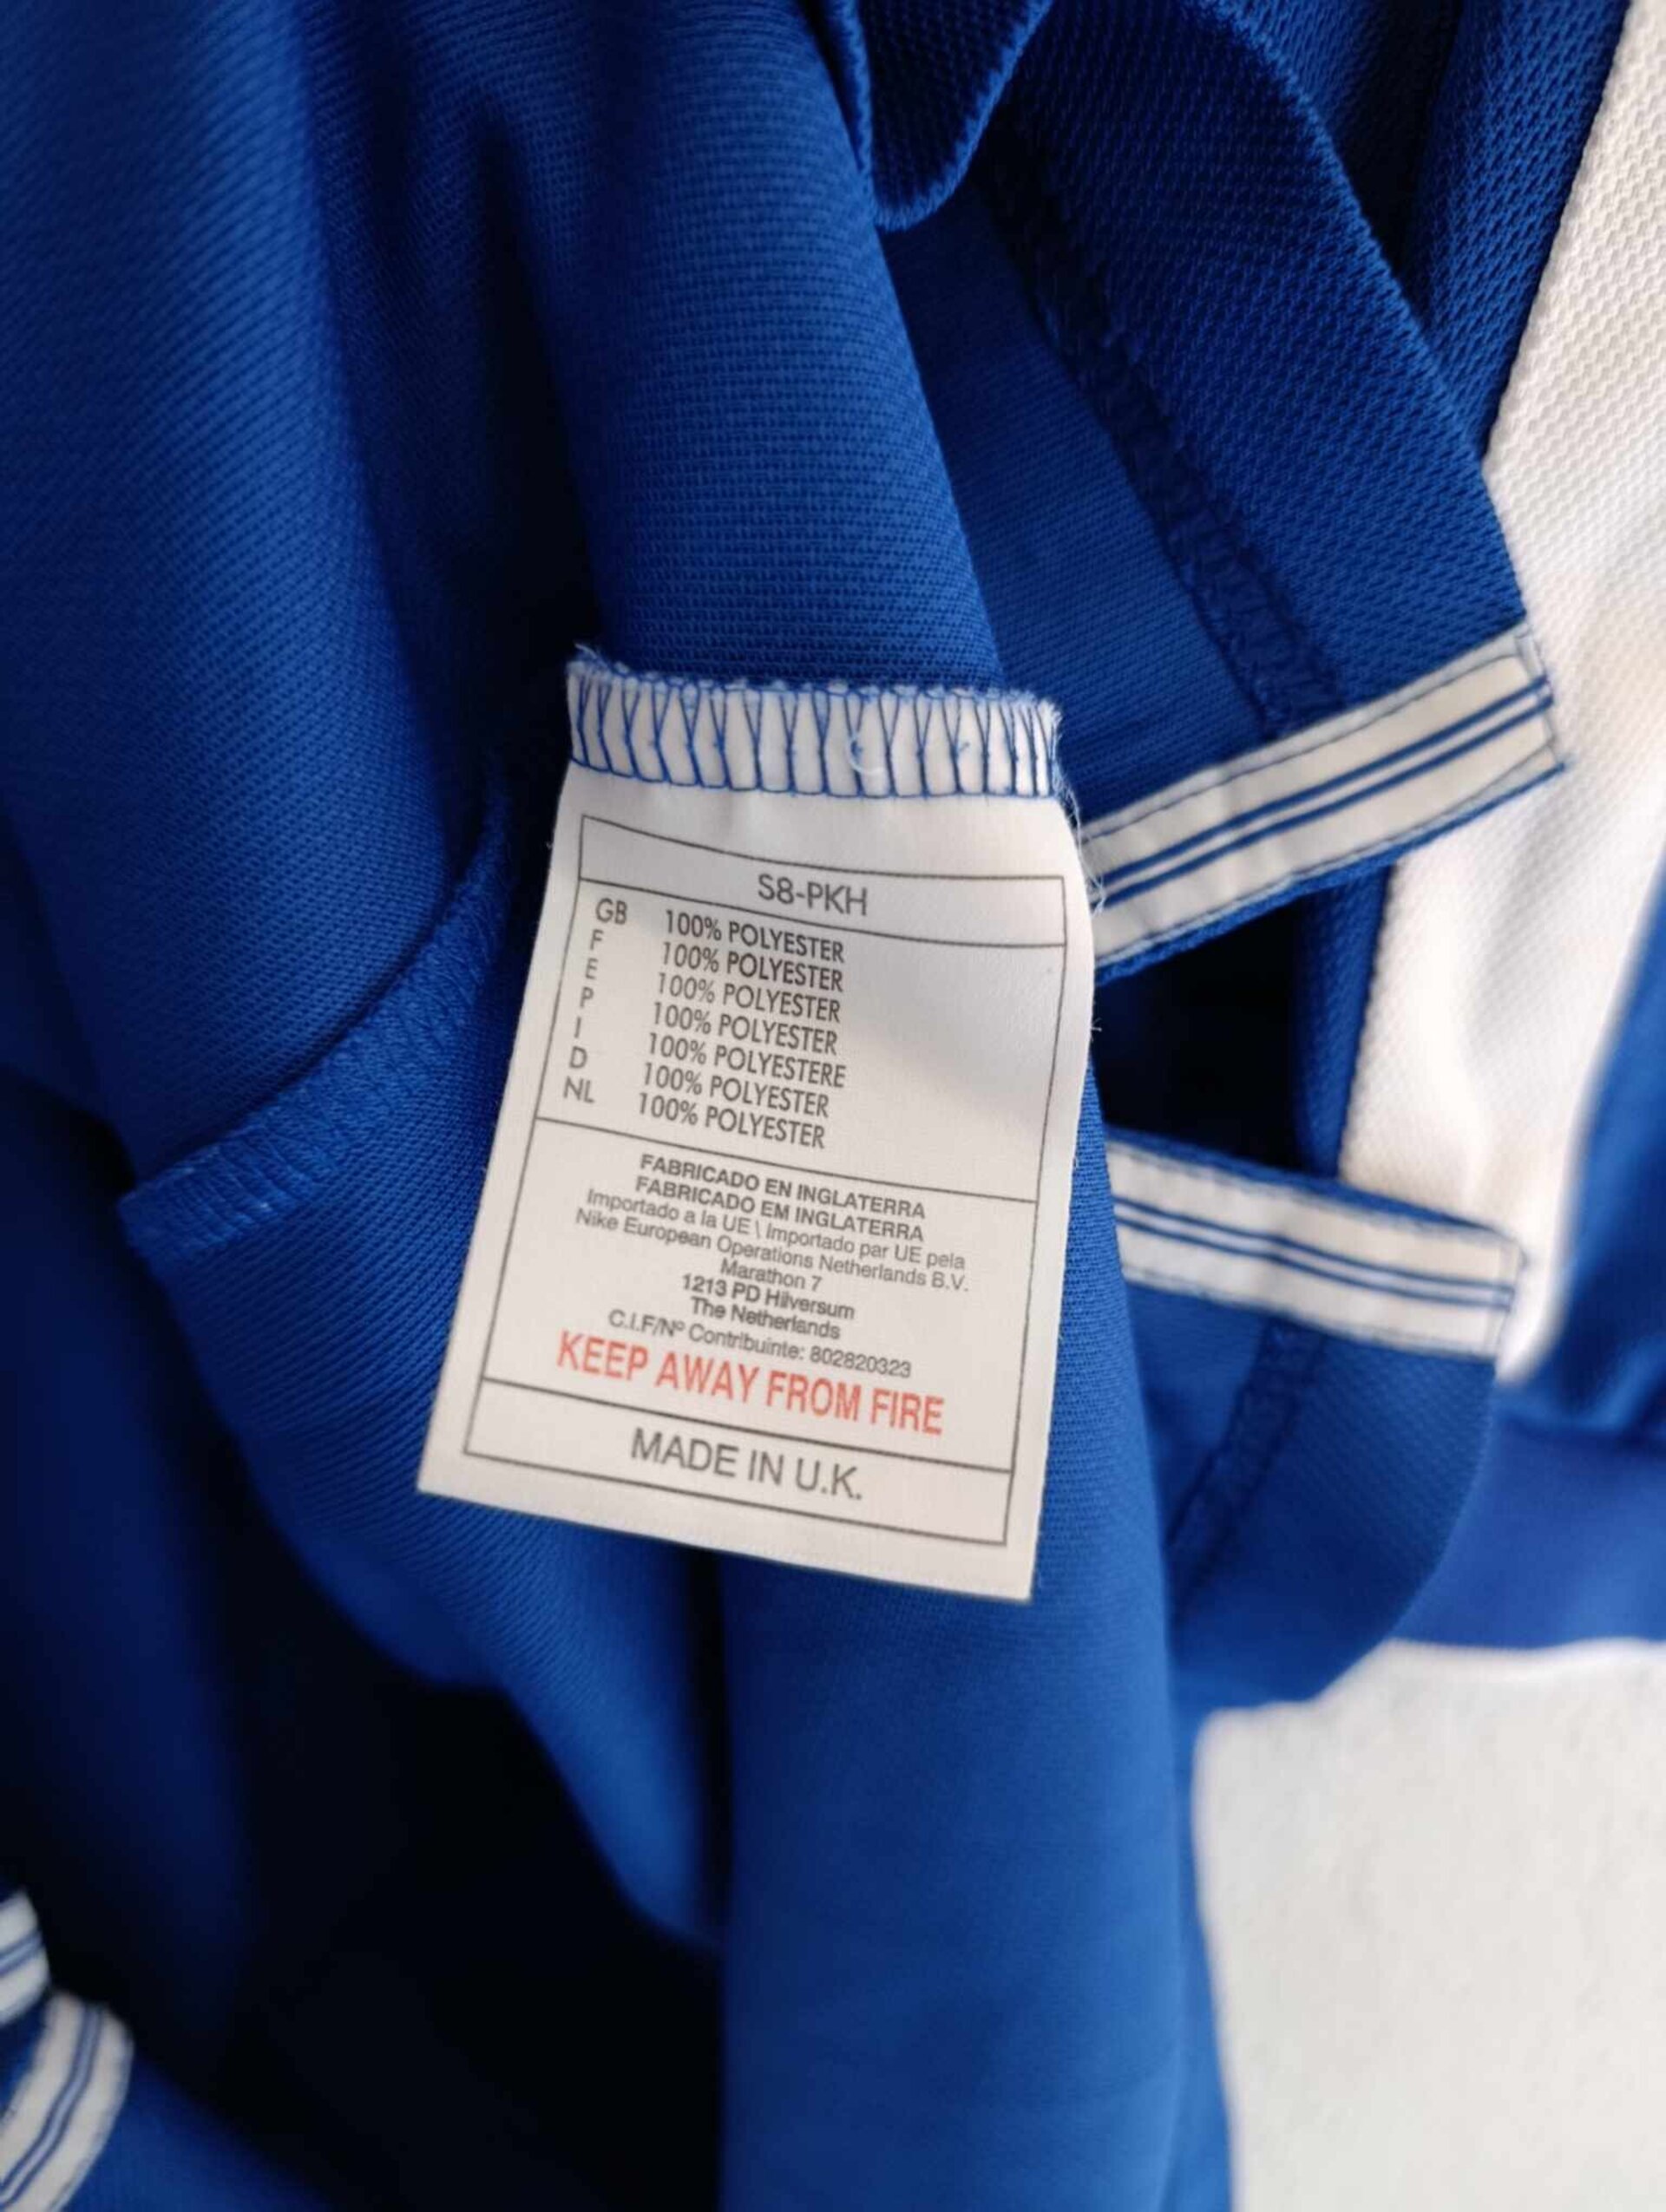 S8-PKH
GB 100% POLYESTER
F 100% POLYESTER
E 100% POLYESTER
P 100% POLYESTER
I 100% POLYESTERE
D 100% POLYESTER
NL 100% POLYESTER
FABRICADO EN INGLATERRA
FABRICADO EM INGLATERRA
Importado a la UE \ Importado par UE pela
Nike European Operations Netherlands B.V.
Marathon 7
1213 PD Hilversum
The Netherlands
C.I.F/Nº Contribuinte: 802820323
KEEP AWAY FROM FIRE
MADE IN U.K.